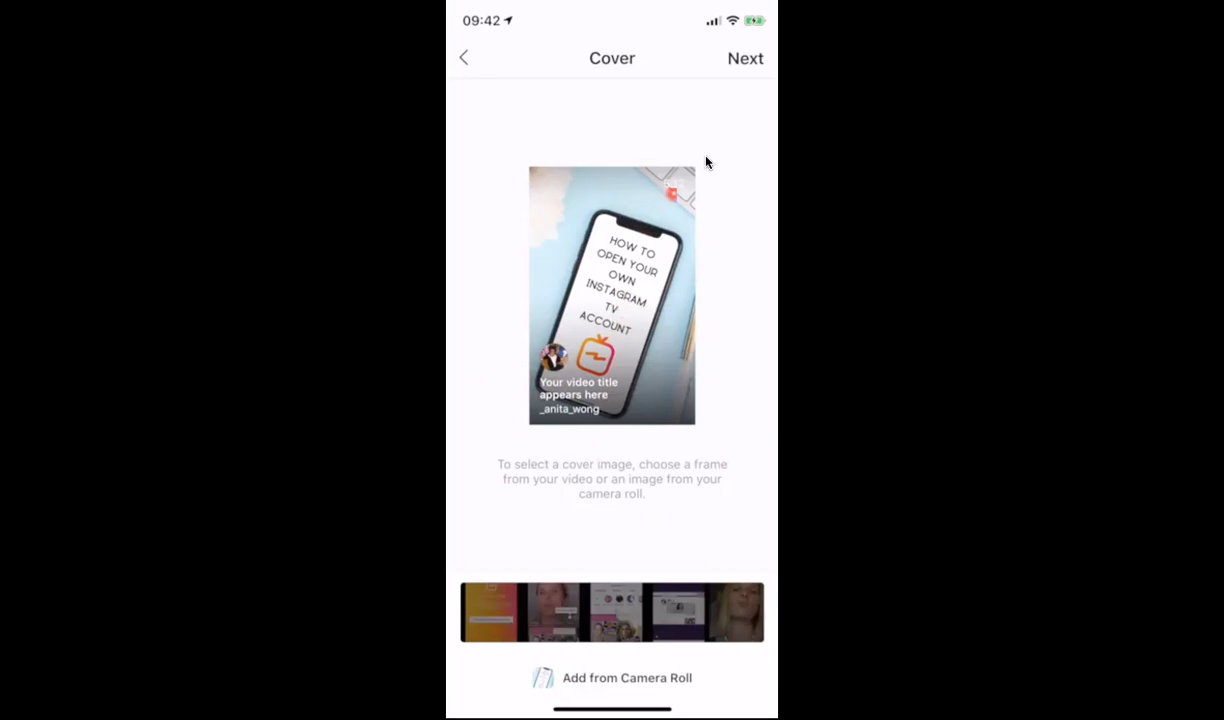 09:42
Cover
Next
HOW TO
OPEN YOUR
OWN
INSTAGRAM
TV
ACCOUNT
Your video title
appears here
_anita_wong
To select a cover image, choose a frame
from your video or an image from your
camera roll.
Add from Camera Roll